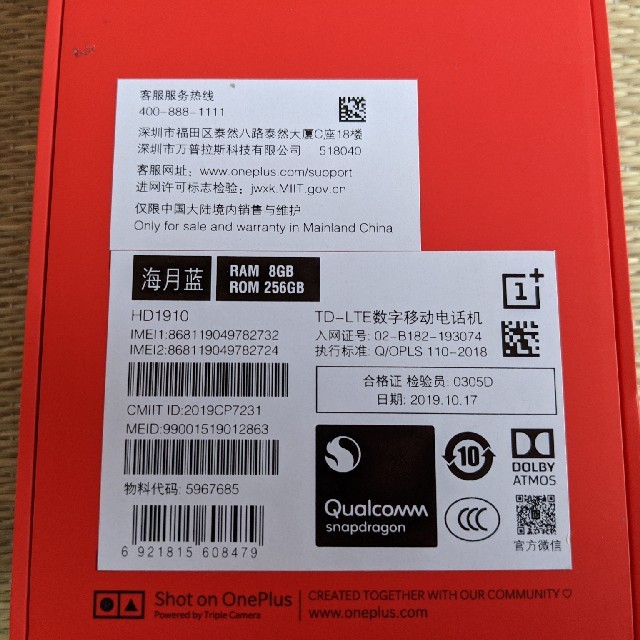 客服服务热线
400-888-1111
深圳市福田区泰然八路泰然大厦C座18楼
深圳市万普拉斯科技有限公司 518040
客服网址: www.oneplus.com/support
进网许可标志检验: jwxk.MIIT.gov.cn
仅限中国大陆境内销售与维护
Only for sale and warranty in Mainland China
海月蓝
RAM 8GB
ROM 256GB
HD1910
IMEI1:868119049782732
IMEI2:868119049782724
CMIIT ID:2019CP7231
MEID:99001519012863
物料代码: 5967685
6 921815 608479
1+
TD-LTE数字移动电话机
入网证号: 02-B182-193074
执行标准: Q/OPLS 110-2018
合格证 检验员: 0305D
日期: 2019.10.17
Qualcomm
snapdragon
10
CCC
DOLBY
ATMOS
官方微信
Shot on OnePlus
Powered by Triple Camera
CREATED TOGETHER WITH OUR COMMUNITY ♡
www.oneplus.com